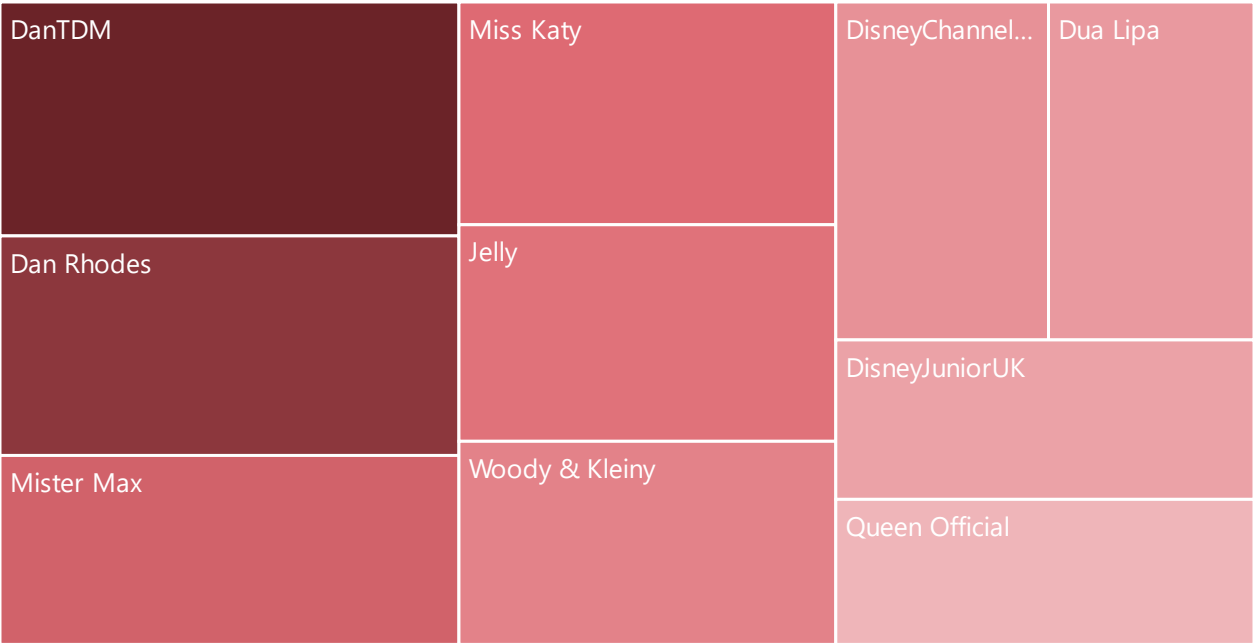 DanTDM
Dan Rhodes
Mister Max
Miss Katy
Jelly
Woody & Kleiny
DisneyChannel...
Dua Lipa
DisneyJuniorUK
Queen Official